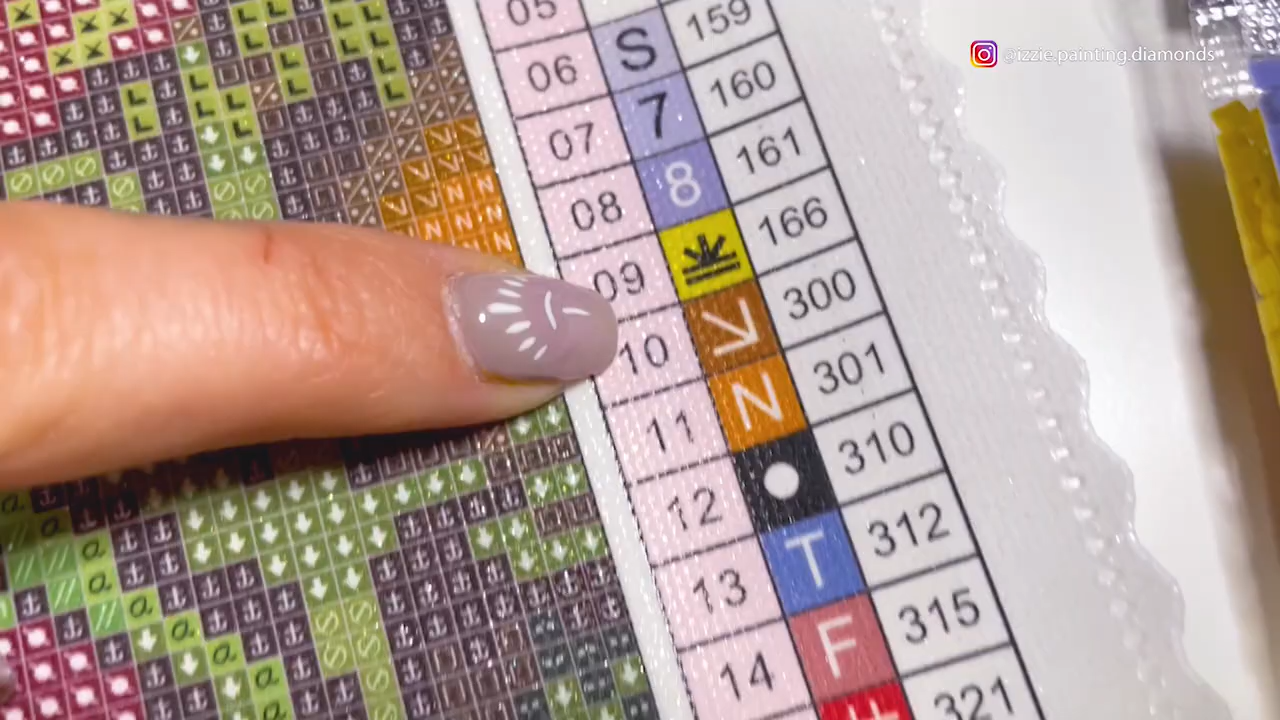 @izzie.painting.diamonds
05
06 S 159
07 7 160
08 8 161
09 166
10 300
11 N 301
12 310
13 T 312
14 F 315
321